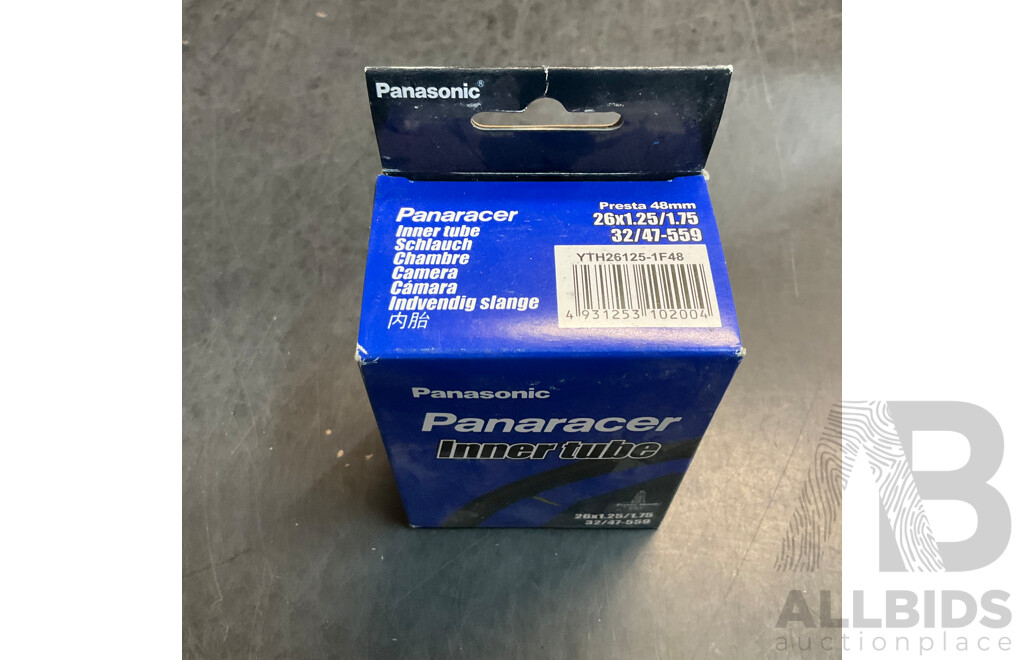 Panasonic®
Panaracer
Inner tube
Schlauch
Chambre
Camera
Cámara
Indvendig slange
内胎
Presta 48mm
26x1.25/1.75
32/47-559
YTH26125-1F48
4 931253 102004
Panasonic
Panaracer
Inner tube
26x1.25/1.75
32/47-559
AB
ALLBIDS
auctionplace